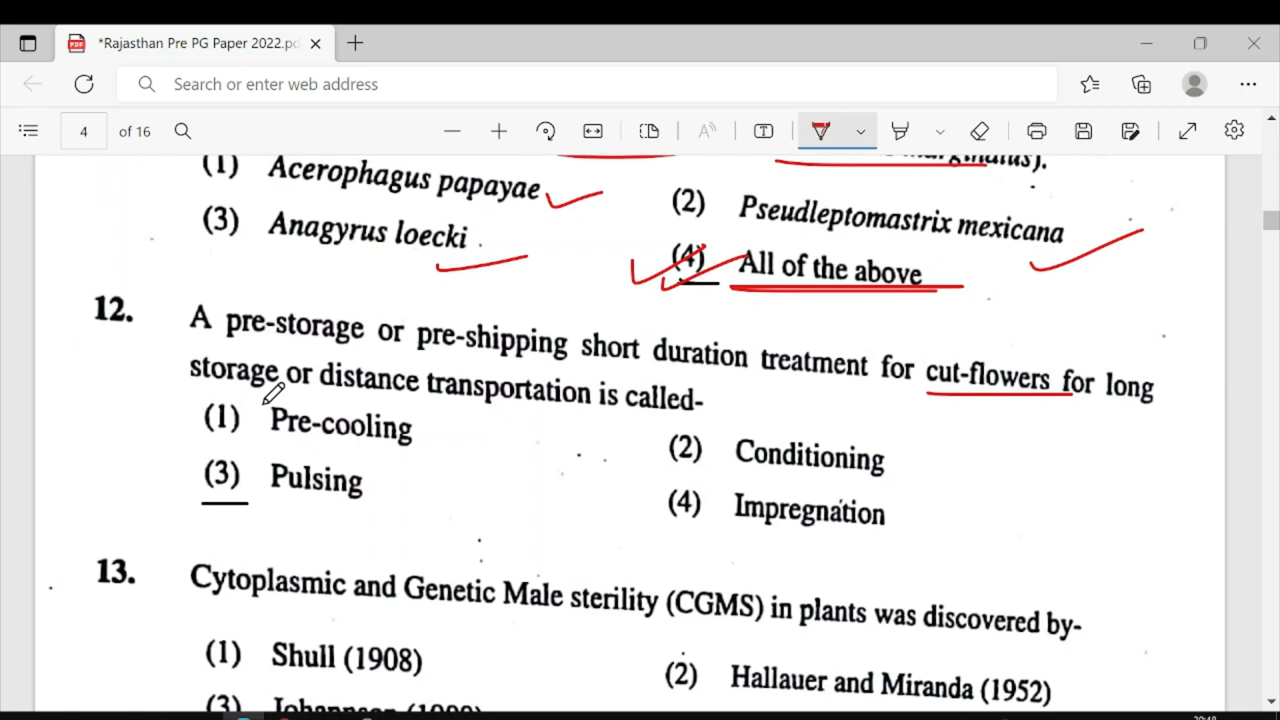 *Rajasthan Pre PG Paper 2022.pd
Search or enter web address
4 of 16
(1) Acerophagus papayae
(2) Pseudleptomastrix mexicana
(3) Anagyrus loecki
(4) All of the above
12. A pre-storage or pre-shipping short duration treatment for cut-flowers for long
storage or distance transportation is called-
(1) Pre-cooling
(2) Conditioning
(3) Pulsing
(4) Impregnation
13. Cytoplasmic and Genetic Male sterility (CGMS) in plants was discovered by-
(1) Shull (1908)
(2) Hallauer and Miranda (1952)
(3)